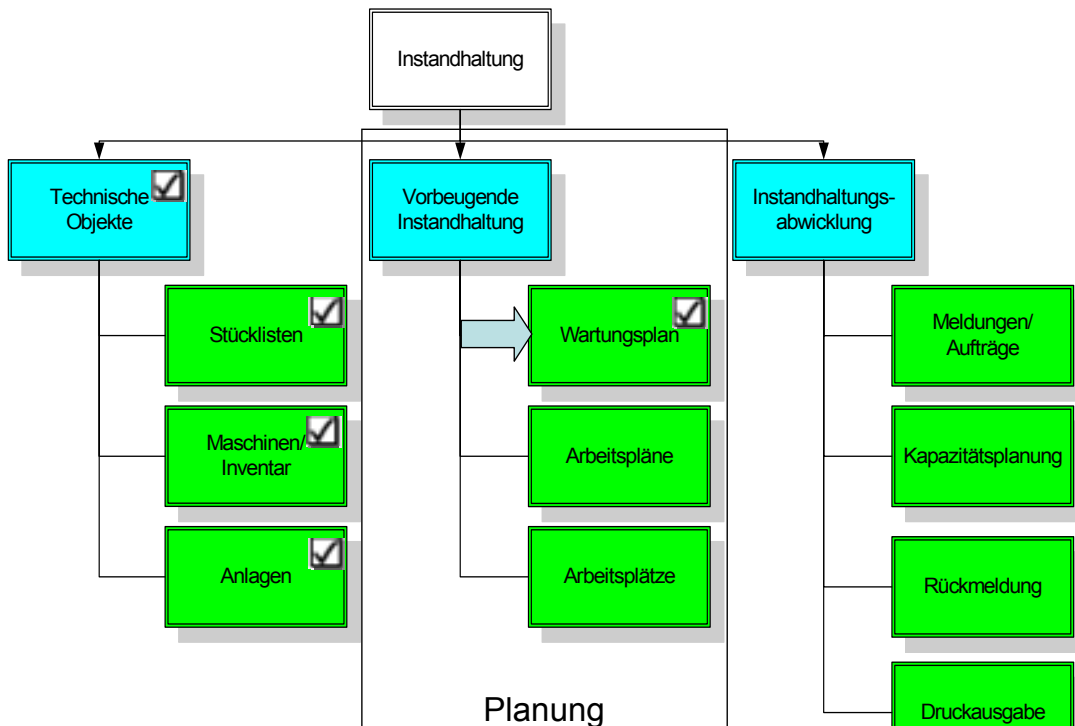 Instandhaltung
Technische
Objekte
Vorbeugende
Instandhaltung
Instandhaltungs-
abwicklung
Stücklisten
Wartungsplan
Meldungen/
Aufträge
Maschinen/
Inventar
Arbeitspläne
Kapazitätsplanung
Anlagen
Arbeitsplätze
Rückmeldung
Planung
Druckausgabe